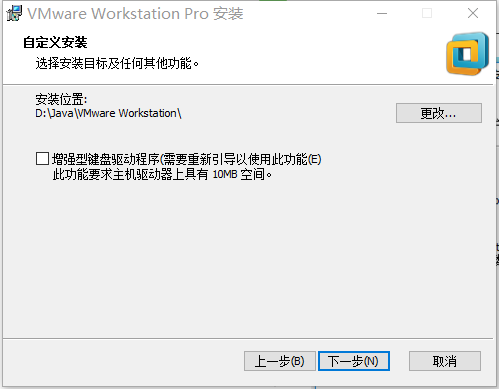 VMware Workstation Pro 安装
自定义安装
选择安装目标及任何其他功能。
安装位置:
D:\Java\VMware Workstation\
更改...
增强型键盘驱动程序(需要重新引导以使用此功能(E)
此功能要求主机驱动器上具有 10MB 空间。
上一步(B)
下一步(N)
取消